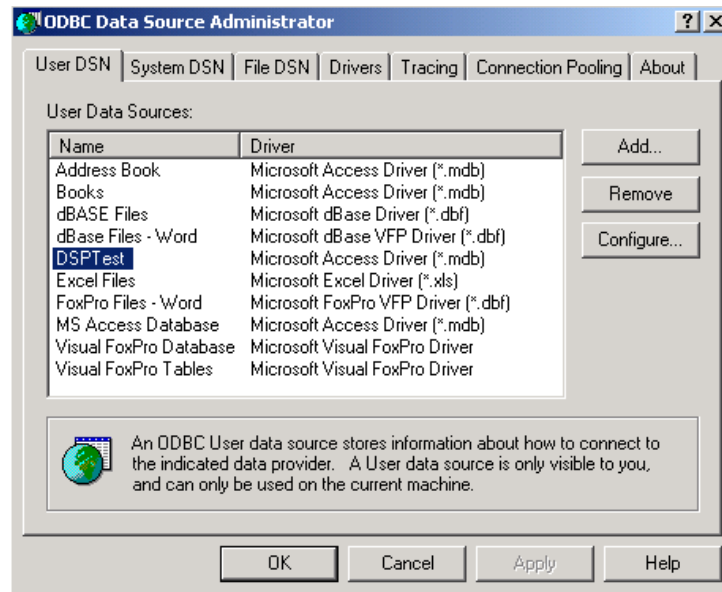 ODBC Data Source Administrator
User DSN System DSN File DSN Drivers Tracing Connection Pooling About
User Data Sources:
Name Driver
Address Book Microsoft Access Driver (*.mdb)
Books Microsoft Access Driver (*.mdb)
dBASE Files Microsoft dBase Driver (*.dbf)
dBase Files - Word Microsoft dBase VFP Driver (*.dbf)
DSPTest Microsoft Access Driver (*.mdb)
Excel Files Microsoft Excel Driver (*.xls)
FoxPro Files - Word Microsoft FoxPro VFP Driver (*.dbf)
MS Access Database Microsoft Access Driver (*.mdb)
Visual FoxPro Database Microsoft Visual FoxPro Driver
Visual FoxPro Tables Microsoft Visual FoxPro Driver
Add...
Remove
Configure...
An ODBC User data source stores information about how to connect to
the indicated data provider. A User data source is only visible to you,
and can only be used on the current machine.
OK Cancel Apply Help